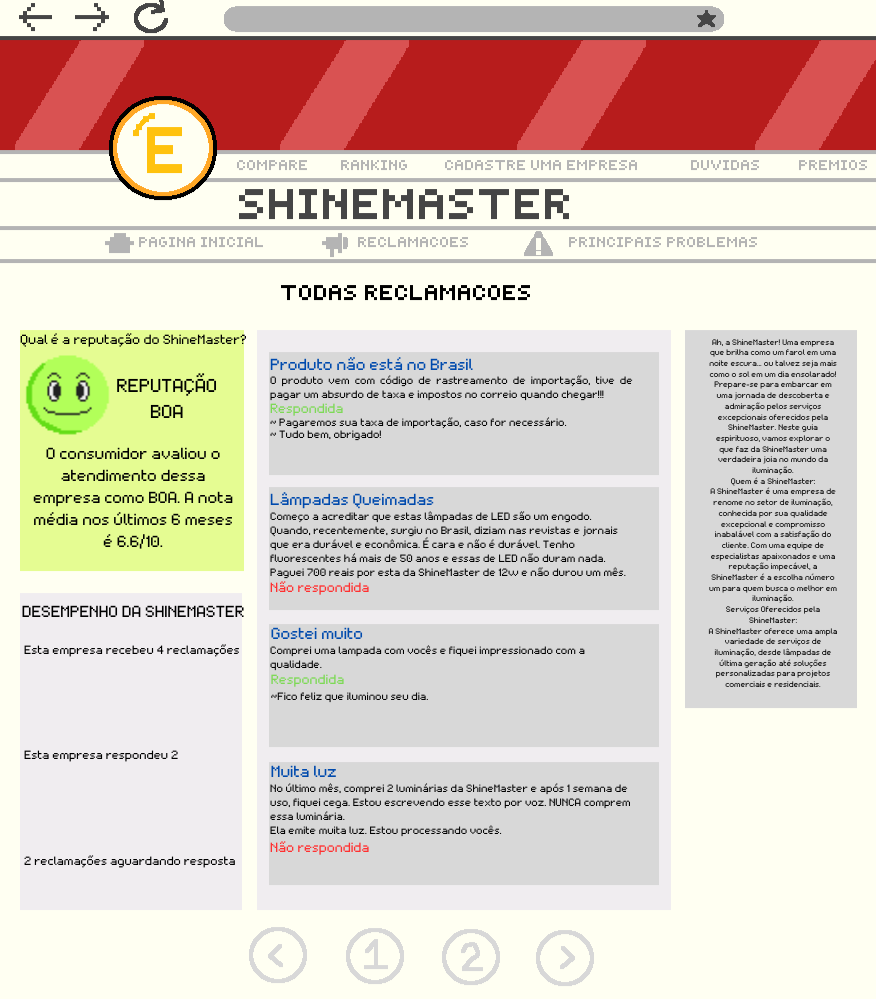 E
COMPARE
RANKING
CADASTRE UMA EMPRESA
DUVIDAS
PREMIOS
SHINEMASTER
PAGINA INICIAL
RECLAMACOES
PRINCIPAIS PROBLEMAS
TODAS RECLAMACOES
Qual é a reputação do ShineMaster?
REPUTAÇÃO
BOA
O consumidor avaliou o
atendimento dessa
empresa como BOA. A nota
média nos últimos 6 meses
é 6.6/10.
DESEMPENHO DA SHINEMASTER
Esta empresa recebeu 4 reclamações
Esta empresa respondeu 2
2 reclamações aguardando resposta
Produto não está no Brasil
O produto vem com código de rastreamento de importação, tive de
pagar um absurdo de taxa e impostos no correio quando chegar!!!
Respondida
~ Pagaremos sua taxa de importação, caso for necessário.
~ Tudo bem, obrigado!
Lâmpadas Queimadas
Começo a acreditar que estas lâmpadas de LED são um engodo.
Quando, recentemente, surgiu no Brasil, diziam nas revistas e jornais
que era durável e econômica. É cara e não é durável. Tenho
fluorescentes há mais de 50 anos e essas de LED não duram nada.
Paguei 700 reais por esta da ShineMaster de 12w e não durou um mês.
Não respondida
Gostei muito
Comprei uma lampada com vocês e fiquei impressionado com a
qualidade.
Respondida
~Fico feliz que iluminou seu dia.
Muita luz
No último mês, comprei 2 luminárias da ShineMaster e após 1 semana de
uso, fiquei cega. Estou escrevendo esse texto por voz. NUNCA comprem
essa luminária.
Ela emite muita luz. Estou processando vocês.
Não respondida
Ah, a ShineMaster! Uma empresa
que brilha como um farol em uma
noite escura... ou talvez seja mais
como o sol em um dia ensolarado!
Prepare-se para embarcar em
uma jornada de descoberta e
admiração pelos serviços
excepcionais oferecidos pela
ShineMaster. Neste guia
espirituoso, vamos explorar o
que faz da ShineMaster uma
verdadeira joia no mundo da
iluminação.
Quem é a ShineMaster:
A ShineMaster é uma empresa de
renome no setor de iluminação,
conhecida por sua qualidade
excepcional e compromisso
inabalável com a satisfação do
cliente. Com uma equipe de
especialistas apaixonados e uma
reputação impecável, a
ShineMaster é a escolha número
um para quem busca o melhor em
iluminação.
Serviços Oferecidos pela
ShineMaster:
A ShineMaster oferece uma ampla
variedade de serviços de
iluminação, desde lâmpadas de
última geração até soluções
personalizadas para projetos
comerciais e residenciais.
1
2